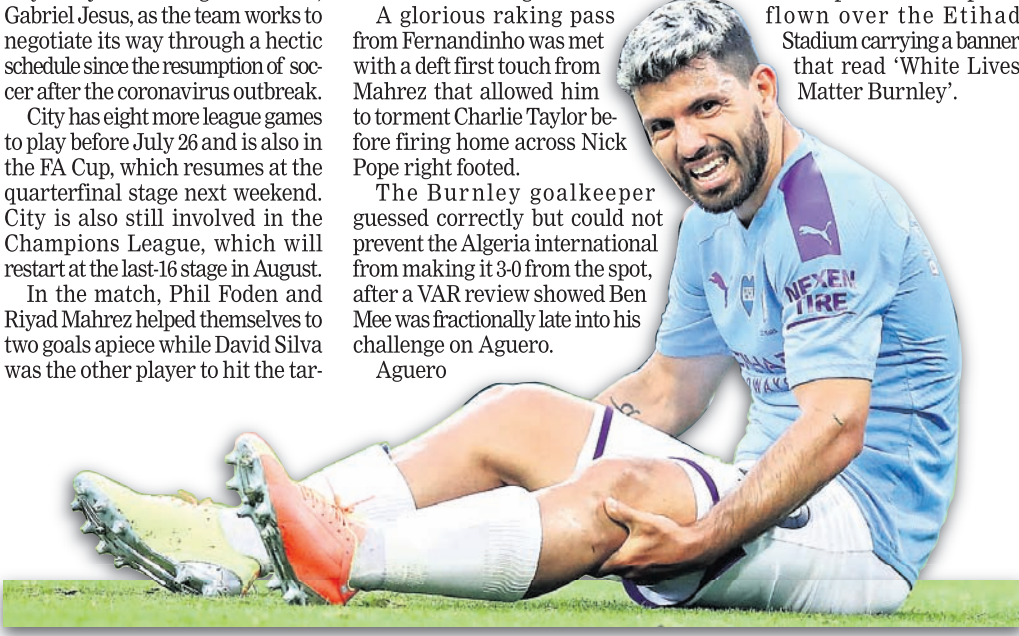 Gabriel Jesus, as the team works to
negotiate its way through a hectic
schedule since the resumption of soc-
cer after the coronavirus outbreak.
City has eight more league games
to play before July 26 and is also in
the FA Cup, which resumes at the
quarterfinal stage next weekend.
City is also still involved in the
Champions League, which will
restart at the last-16 stage in August.
In the match, Phil Foden and
Riyad Mahrez helped themselves to
two goals apiece while David Silva
was the other player to hit the tar-
A glorious raking pass
from Fernandinho was met
with a deft first touch from
Mahrez that allowed him
to torment Charlie Taylor be-
fore firing home across Nick
Pope right footed.
The Burnley goalkeeper
guessed correctly but could not
prevent the Algeria international
from making it 3-0 from the spot,
after a VAR review showed Ben
Mee was fractionally late into his
challenge on Aguero.
Aguero
flown over the Etihad
Stadium carrying a banner
that read ‘White Lives
Matter Burnley’.
NEXEN
TIRE